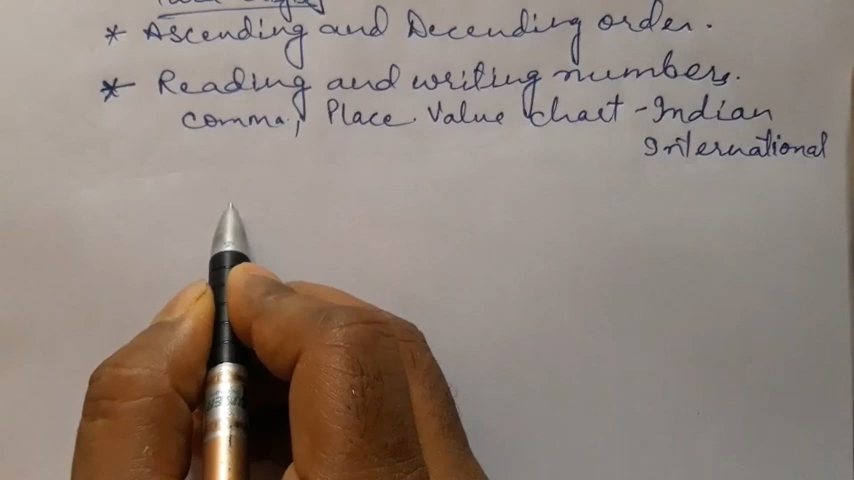 * Ascending and Decending order.
* Reading and writing numbers.
comma, Place Value chart - Indian
International